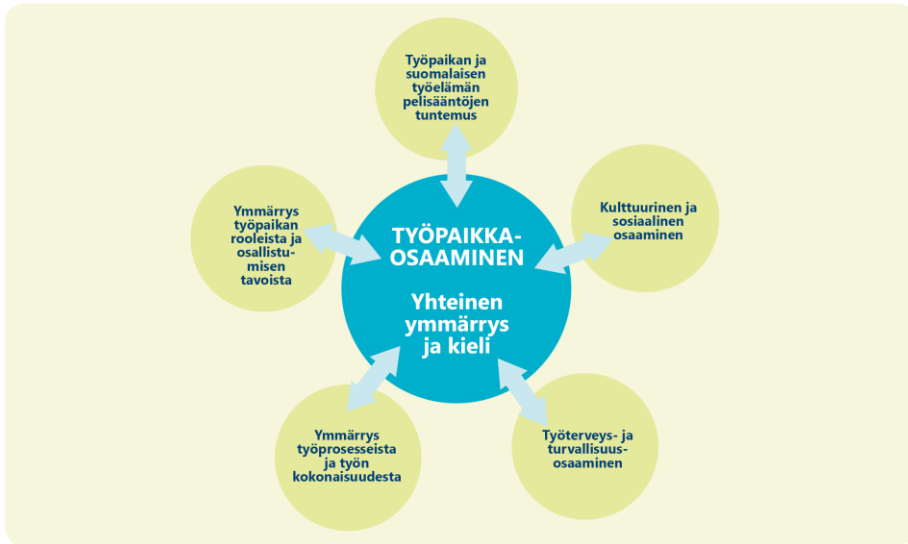 Työpaikan ja
suomalaisen
työelämän
pelisääntöjen
tuntemus
Ymmärrys
työpaikan
rooleista ja
osallistu-
misen
tavoista
TYÖPAIKKA-
OSAAMINEN
Yhteinen
ymmärrys
ja kieli
Kulttuurinen ja
sosiaalinen
osaaminen
Ymmärrys
työprosesseista
ja työn
kokonaisuudesta
Työterveys- ja
turvallisuus-
osaaminen